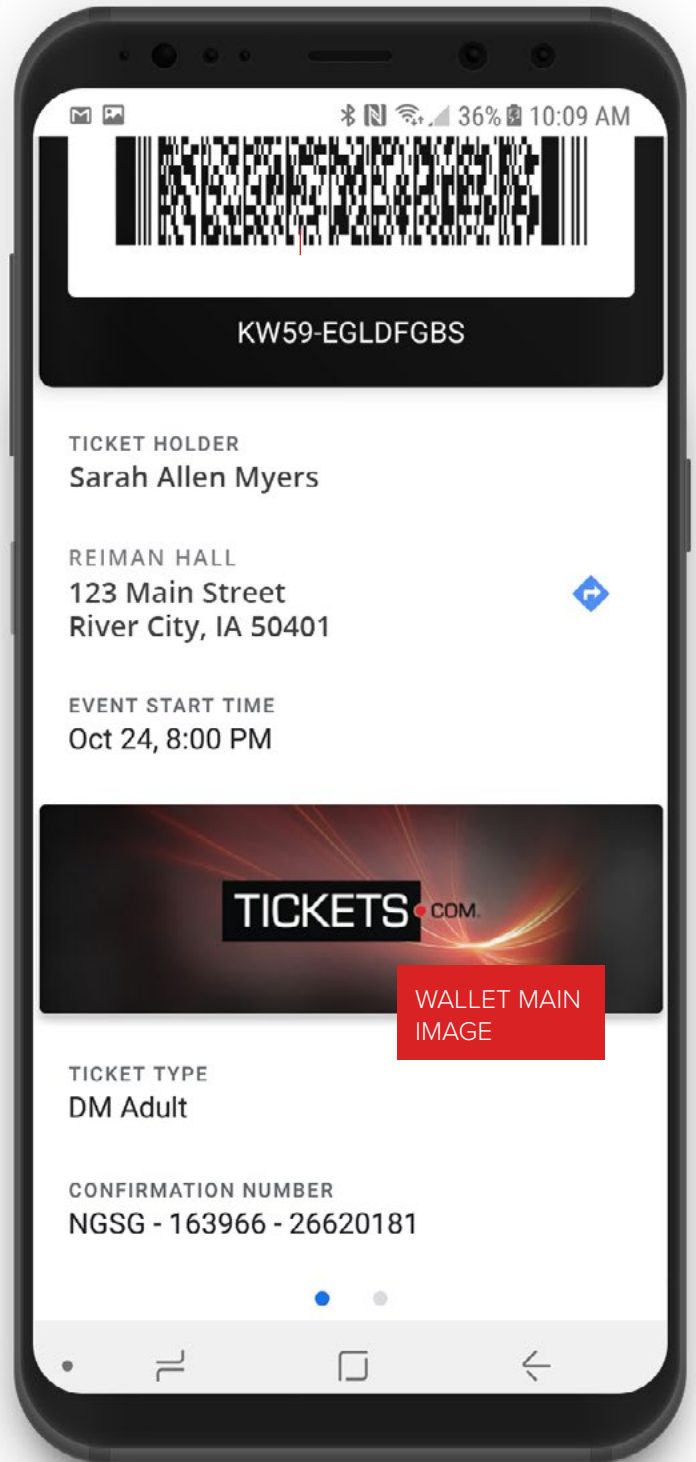 36% 10:09 AM
KW59-EGLDFGBS
TICKET HOLDER
Sarah Allen Myers
REIMAN HALL
123 Main Street
River City, IA 50401
EVENT START TIME
Oct 24, 8:00 PM
TICKETS.COM
WALLET MAIN
IMAGE
TICKET TYPE
DM Adult
CONFIRMATION NUMBER
NGSG - 163966 - 26620181